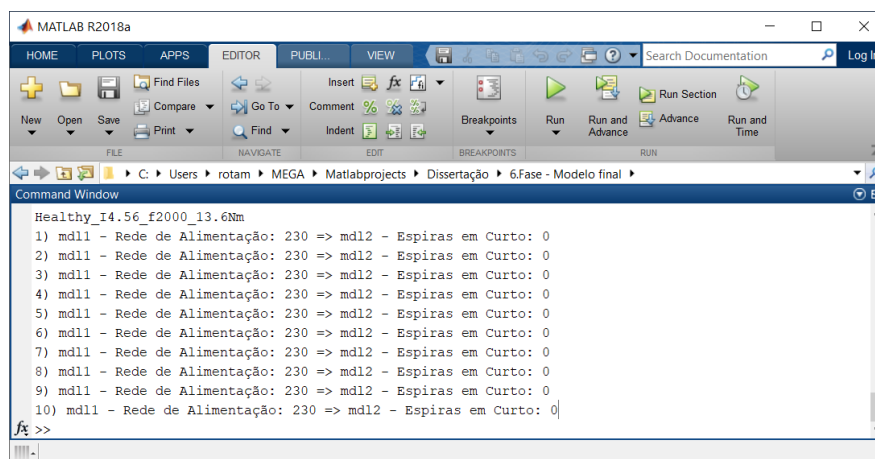 MATLAB R2018a
HOME PLOTS APPS EDITOR PUBLI... VIEW Search Documentation Log I
New Open Save Find Files Compare Print
Go To Find
Insert fx Comment Indent
Breakpoints Run Run and Advance Run Section Advance Run and Time
FILE NAVIGATE EDIT BREAKPOINTS RUN
C: Users rotam MEGA Matlabprojects Dissertação 6.Fase - Modelo final
Command Window
Healthy_I4.56_f2000_13.6Nm
1) mdl1 - Rede de Alimentação: 230 => mdl2 - Espiras em Curto: 0
2) mdl1 - Rede de Alimentação: 230 => mdl2 - Espiras em Curto: 0
3) mdl1 - Rede de Alimentação: 230 => mdl2 - Espiras em Curto: 0
4) mdl1 - Rede de Alimentação: 230 => mdl2 - Espiras em Curto: 0
5) mdl1 - Rede de Alimentação: 230 => mdl2 - Espiras em Curto: 0
6) mdl1 - Rede de Alimentação: 230 => mdl2 - Espiras em Curto: 0
7) mdl1 - Rede de Alimentação: 230 => mdl2 - Espiras em Curto: 0
8) mdl1 - Rede de Alimentação: 230 => mdl2 - Espiras em Curto: 0
9) mdl1 - Rede de Alimentação: 230 => mdl2 - Espiras em Curto: 0
10) mdl1 - Rede de Alimentação: 230 => mdl2 - Espiras em Curto: 0
fx >>